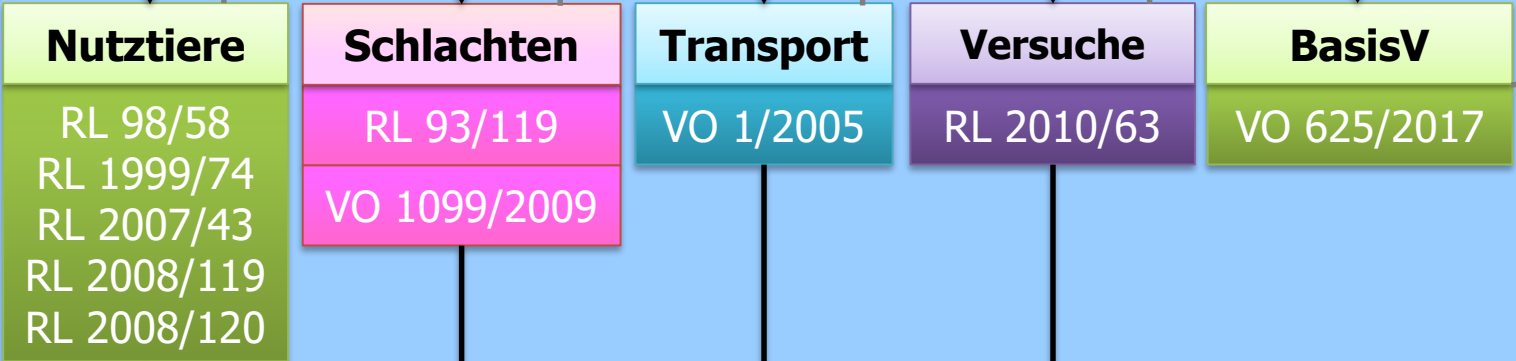 Nutztiere
RL 98/58
RL 1999/74
RL 2007/43
RL 2008/119
RL 2008/120
Schlachten
RL 93/119
VO 1099/2009
Transport
VO 1/2005
Versuche
RL 2010/63
BasisV
VO 625/2017